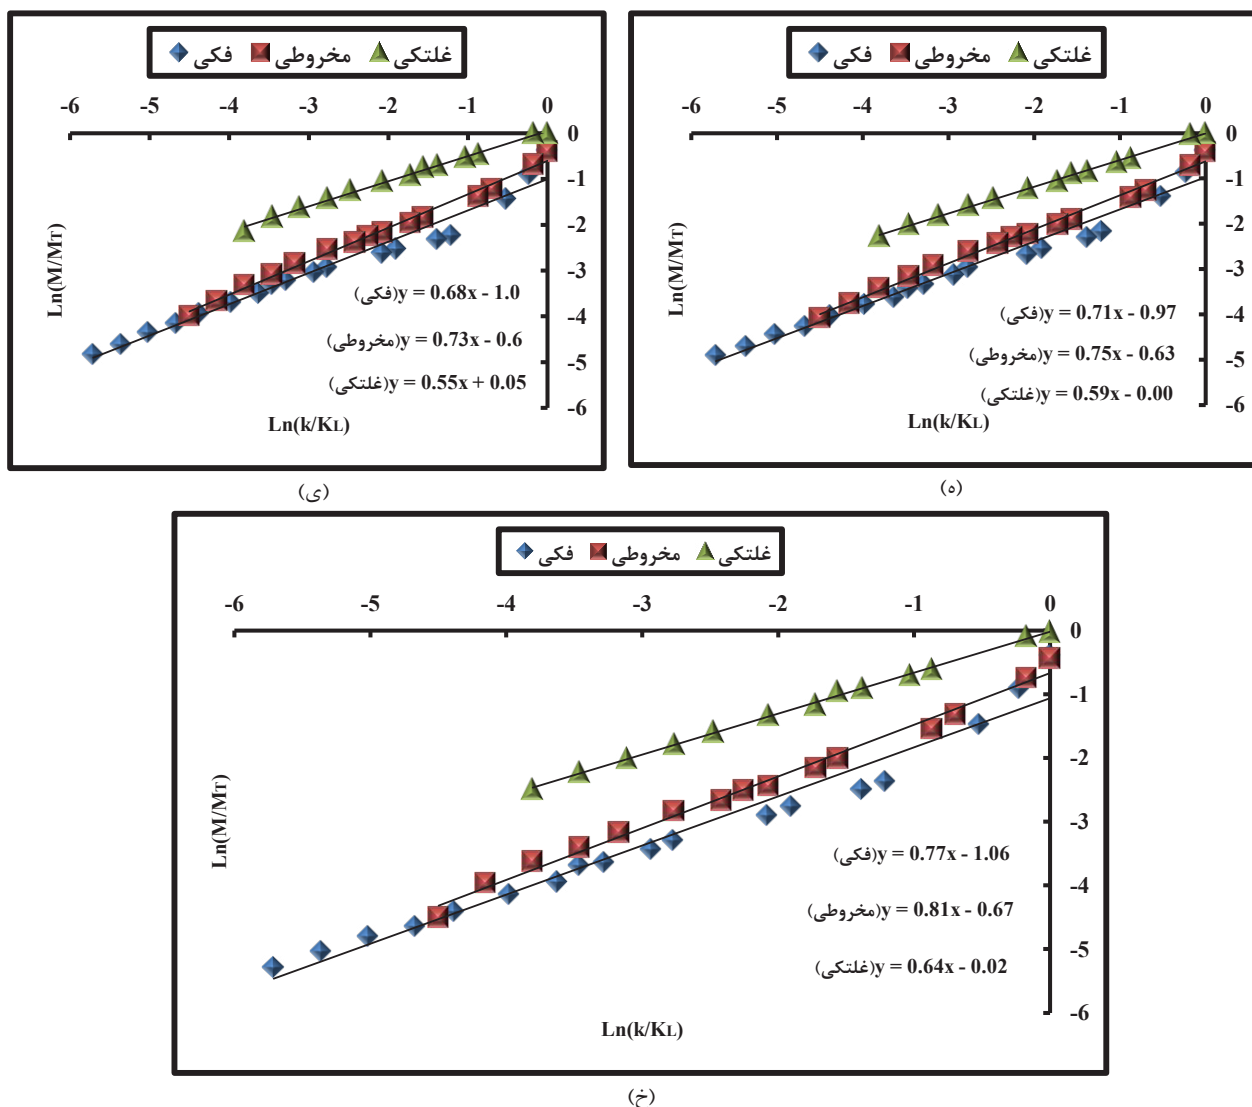 فکی مخروطی غلتکی
-6 -5 -4 -3 -2 -1 0
0
-1
-2
-3
-4
-5
-6
Ln(M/MT)
(فکی)y = 0.68x - 1.0
(مخروطی)y = 0.73x - 0.6
(غلتکی)y = 0.55x + 0.05
Ln(k/KL)
(ی)
فکی مخروطی غلتکی
-6 -5 -4 -3 -2 -1 0
0
-1
-2
-3
-4
-5
-6
Ln(M/MT)
(فکی)y = 0.71x - 0.97
(مخروطی)y = 0.75x - 0.63
(غلتکی)y = 0.59x - 0.00
Ln(k/KL)
(ه)
فکی مخروطی غلتکی
-6 -5 -4 -3 -2 -1 0
0
-1
-2
-3
-4
-5
-6
Ln(M/MT)
(فکی)y = 0.77x - 1.06
(مخروطی)y = 0.81x - 0.67
(غلتکی)y = 0.64x - 0.02
Ln(k/KL)
(خ)